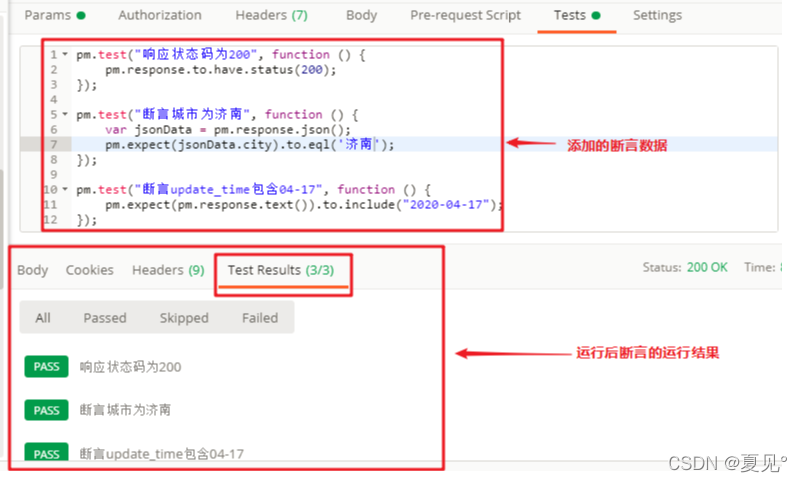 Params Authorization Headers (7) Body Pre-request Script Tests Settings
1 pm.test("响应状态码为200", function () {
2 pm.response.to.have.status(200);
3 });
4
5 pm.test("断言城市为济南", function () {
6 var jsonData = pm.response.json();
7 pm.expect(jsonData.city).to.eql('济南');
8 });
9
10 pm.test("断言update_time包含04-17", function () {
11 pm.expect(pm.response.text()).to.include("2020-04-17");
12 });
添加的断言数据
Body Cookies Headers (9) Test Results (3/3) Status: 200 OK Time:
All Passed Skipped Failed
PASS 响应状态码为200
运行后断言的运行结果
PASS 断言城市为济南
PASS 断言update_time包含04-17
CSDN @夏见°